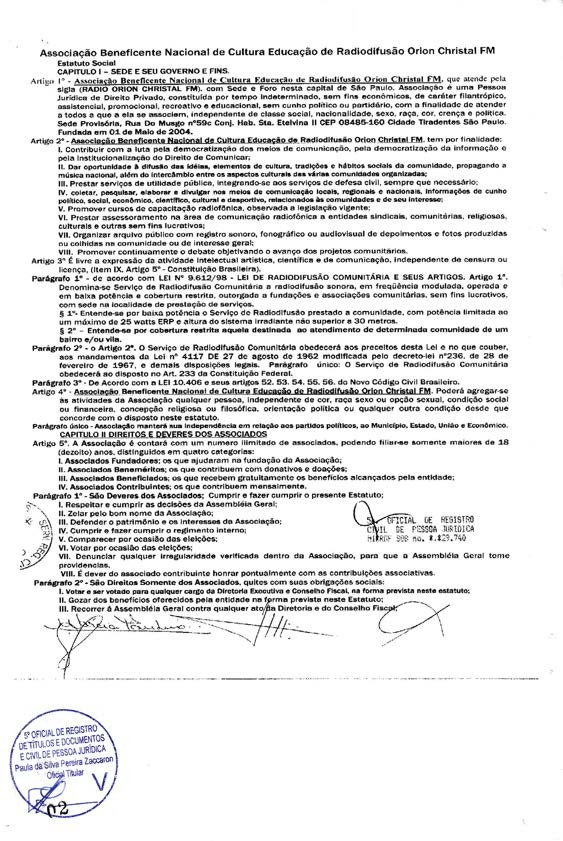 Associação Beneficente Nacional de Cultura Educação de Radiodifusão Orion Christal FM
Estatuto Social
CAPITULO I – SEDE E SEU GOVERNO E FINS.
Artigo 1º - Associação Beneficente Nacional de Cultura Educação de Radiodifusão Orion Christal FM, que atende pela
sigla (RADIO ORION CHRISTAL FM). com Sede e Foro nesta capital de São Paulo. Associação é uma Pessoa
Jurídica de Direito Privado, constituída por tempo indeterminado, sem fins econômicos, de caráter filantrópico,
assistencial, promocional, recreativo e educacional, sem cunho político ou partidário, com a finalidade de atender
a todos a que a ela se associem, independente de classe social, nacionalidade, sexo, raça, cor, crença e política.
Sede Provisória, Rua Do Musgo nº59c Conj. Hab. Sta. Etelvina II CEP 08485-160 Cidade Tiradentes São Paulo.
Fundada em 01 de Maio de 2004.
Artigo 2º - Associação Beneficente Nacional de Cultura Educação de Radiodifusão Orion Christal FM, tem por finalidade:
I. Contribuir com a luta pela democratização dos meios de comunicação, pela democratização da informação e
pela institucionalização do Direito de Comunicar;
II. Dar oportunidade à difusão das idéias, elementos de cultura, tradições e hábitos sociais da comunidade, propagando a
música nacional, além do intercâmbio entre os aspectos culturais das várias comunidades organizadas;
III. Prestar serviços de utilidade pública, integrando-se aos serviços de defesa civil, sempre que necessário;
IV. coletar, pesquisar, elaborar e divulgar nos meios de comunicação locais, regionais e nacionais, informações de cunho
político, social, econômico, científico, cultural e desportivo, relacionados às comunidades e de seu interesse;
V. Promover cursos de capacitação radiofônica, observada a legislação vigente;
VI. Prestar assessoramento na área de comunicação radiofônica a entidades sindicais, comunitárias, religiosas,
culturais e outras sem fins lucrativos;
VII. Organizar arquivo público com registro sonoro, fonográfico ou audiovisual de depoimentos e fotos produzidas
ou colhidas na comunidade ou de interesse geral;
VIII. Promover continuamente o debate objetivando o avanço dos projetos comunitários.
Artigo 3º É livre a expressão da atividade intelectual artística, científica e de comunicação, independente de censura ou
licença, (Item IX, Artigo 5º - Constituição Brasileira).
Parágrafo 1º - de acordo com LEI Nº 9.612/98 - LEI DE RADIODIFUSÃO COMUNITÁRIA E SEUS ARTIGOS. Artigo 1º.
Denomina-se Serviço de Radiodifusão Comunitária a radiodifusão sonora, em freqüência modulada, operada e
em baixa potência e cobertura restrita, outorgado a fundações e associações comunitárias, sem fins lucrativos,
com sede na localidade de prestação de serviços.
§ 1º- Entende-se por baixa potência o Serviço de Radiodifusão prestado a comunidade, com potência limitada ao
um máximo de 25 watts ERP e altura do sistema irradiante não superior a 30 metros.
§ 2º – Entende-se por cobertura restrita aquela destinada ao atendimento de determinada comunidade de um
bairro e/ou vila.
Parágrafo 2º - o Artigo 2º. O Serviço de Radiodifusão Comunitária obedecerá aos preceitos desta Lei e no que couber,
aos mandamentos da Lei nº 4117 DE 27 de agosto de 1962 modificada pelo decreto-lei nº236, de 28 de
fevereiro de 1967, e demais disposições legais. Parágrafo único: O Serviço de Radiodifusão Comunitária
obedecerá ao disposto no Art. 233 da Constituição Federal.
Parágrafo 3º - De Acordo com a LEI 10.406 e seus artigos 52. 53. 54. 55. 56. do Novo Código Civil Brasileiro.
Artigo 4º - Associação Beneficente Nacional de Cultura Educação de Radiodifusão Orion Christal FM. Poderá agregar-se
às atividades da Associação qualquer pessoa, independente de cor, raça sexo ou opção sexual, condição social
ou financeira, concepção religiosa ou filosófica, orientação política ou qualquer outra condição desde que
concorde com o disposto neste estatuto.
Parágrafo único - Associação manterá sua independência em relação aos partidos políticos, ao Município, Estado, União e Econômico.
CAPITULO II DIREITOS E DEVERES DOS ASSOCIADOS
Artigo 5º. A Associação é contará com um numero ilimitado de associados, podendo filiar-se somente maiores de 18
(dezoito) anos, distinguidos em quatro categorias:
I. Associados Fundadores: os que ajudaram na fundação da Associação;
II. Associados Beneméritos; os que contribuem com donativos e doações;
III. Associados Beneficiados; os que recebem gratuitamente os benefícios alcançados pela entidade;
IV. Associados Contribuintes; os que contribuem mensalmente.
Parágrafo 1º - São Deveres dos Associados; Cumprir e fazer cumprir o presente Estatuto;
I. Respeitar e cumprir as decisões da Assembléia Geral;
II. Zelar pelo bom nome da Associação;
III. Defender o patrimônio e os interesses da Associação;
IV. Cumprir e fazer cumprir o regimento interno;
V. Comparecer por ocasião das eleições;
VI. Votar por ocasião das eleições;
VII. Denunciar qualquer irregularidade verificada dentro da Associação, para que a Assembléia Geral tome
providencias.
VIII. É dever do associado contribuinte honrar pontualmente com as contribuições associativas.
Parágrafo 2º - São Direitos Somente dos Associados, quites com suas obrigações sociais:
I. Votar e ser votado para qualquer cargo da Diretoria Executiva e Conselho Fiscal, na forma prevista neste estatuto;
II. Gozar dos benefícios oferecidos pela entidade na forma prevista neste Estatuto;
III. Recorrer á Assembléia Geral contra qualquer ato da Diretoria e do Conselho Fiscal;
OFICIAL DE REGISTRO
CIVIL DE PESSOA JURIDICA
5º OFICIAL DE REGISTRO
DE TÍTULOS E DOCUMENTOS
E CIVIL DE PESSOA JURÍDICA
Paula da Silva Pereira Zaccaron
Oficial Titular